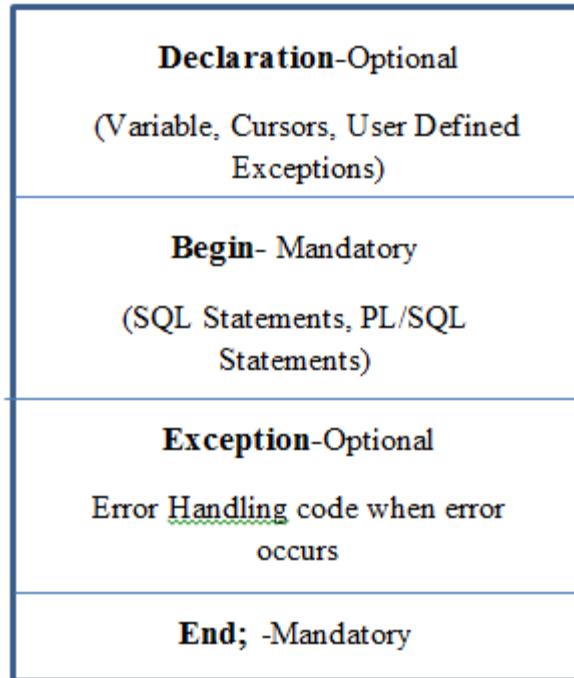 Declaration-Optional
(Variable, Cursors, User Defined
Exceptions)
Begin- Mandatory
(SQL Statements, PL/SQL
Statements)
Exception-Optional
Error Handling code when error
occurs
End; -Mandatory